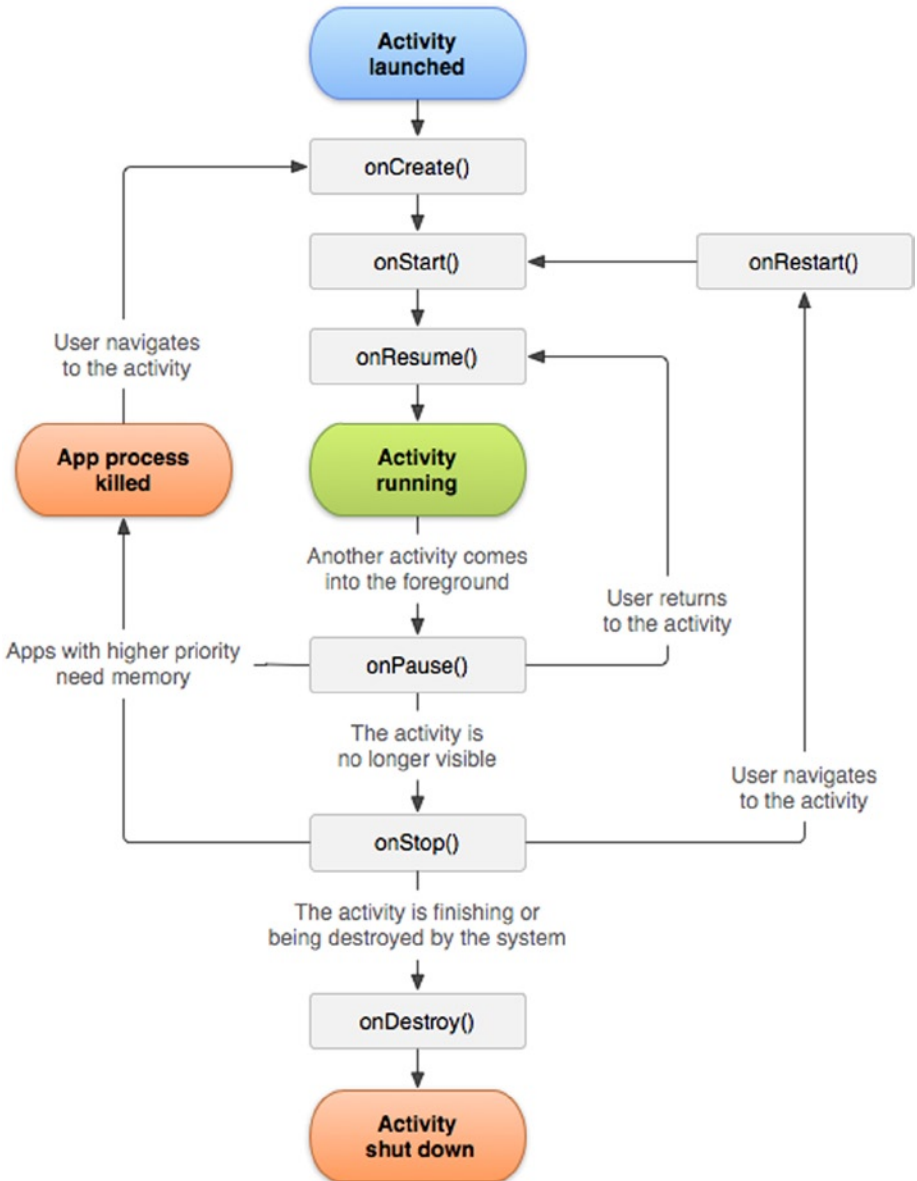 Activity
launched
onCreate()
onStart()
onRestart()
onResume()
User navigates
to the activity
App process
killed
Activity
running
Another activity comes
into the foreground
User returns
to the activity
Apps with higher priority
need memory
onPause()
The activity is
no longer visible
User navigates
to the activity
onStop()
The activity is finishing or
being destroyed by the system
onDestroy()
Activity
shut down